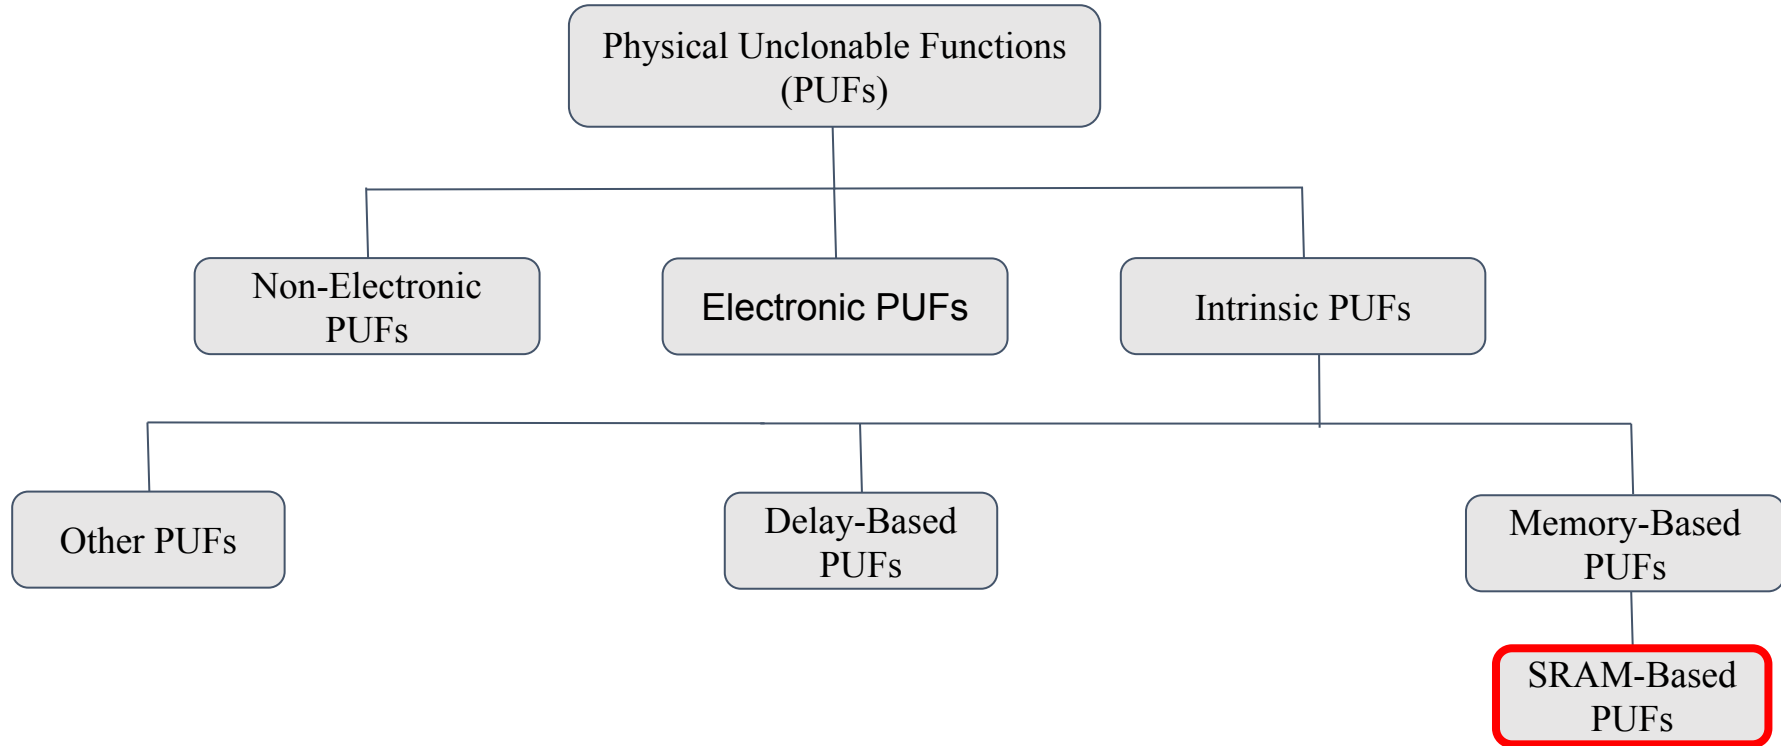 Physical Unclonable Functions
(PUFs)
Non-Electronic
PUFs
Electronic PUFs
Intrinsic PUFs
Other PUFs
Delay-Based
PUFs
Memory-Based
PUFs
SRAM-Based
PUFs